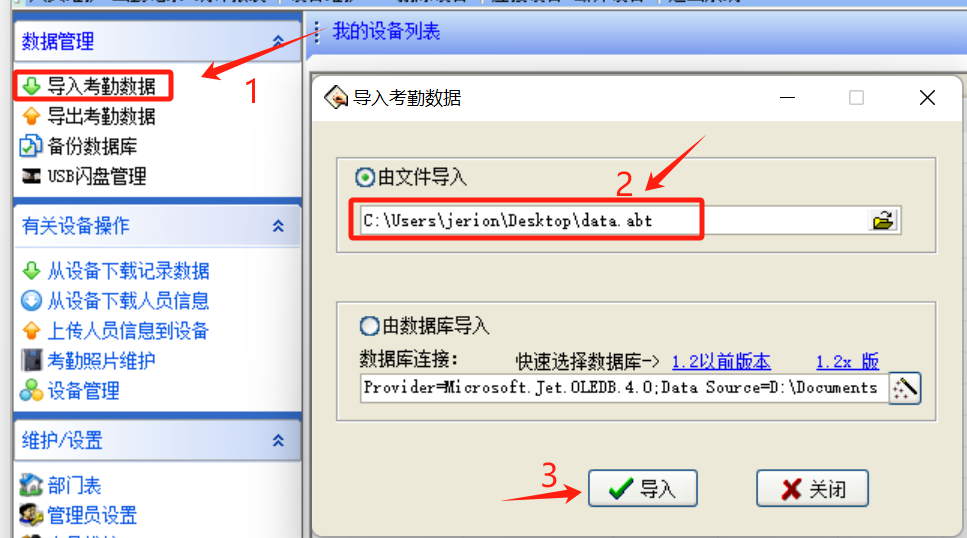 数据管理
导入考勤数据
导出考勤数据
备份数据库
USB闪盘管理
有关设备操作
从设备下载记录数据
从设备下载人员信息
上传人员信息到设备
考勤照片维护
设备管理
维护/设置
部门表
管理员设置
1
我的设备列表
导入考勤数据
由文件导入
2
C:\Users\jerion\Desktop\data.abt
由数据库导入
数据库连接: 快速选择数据库-> 1.2以前版本 1.2x 版
Provider=Microsoft.Jet.OLEDB.4.0;Data Source=D:\Documents
3
导入 关闭